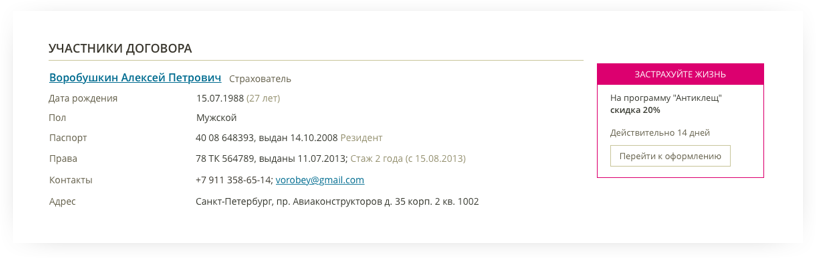 УЧАСТНИКИ ДОГОВОРА
Воробушкин Алексей Петрович Страхователь
Дата рождения 15.07.1988 (27 лет)
Пол Мужской
Паспорт 40 08 648393, выдан 14.10.2008 Резидент
Права 78 ТК 564789, выданы 11.07.2013; Стаж 2 года (с 15.08.2013)
Контакты +7 911 358-65-14; vorobey@gmail.com
Адрес Санкт-Петербург, пр. Авиаконструкторов д. 35 корп. 2 кв. 1002
ЗАСТРАХУЙТЕ ЖИЗНЬ
На программу "Антиклещ"
скидка 20%
Действительно 14 дней
Перейти к оформлению